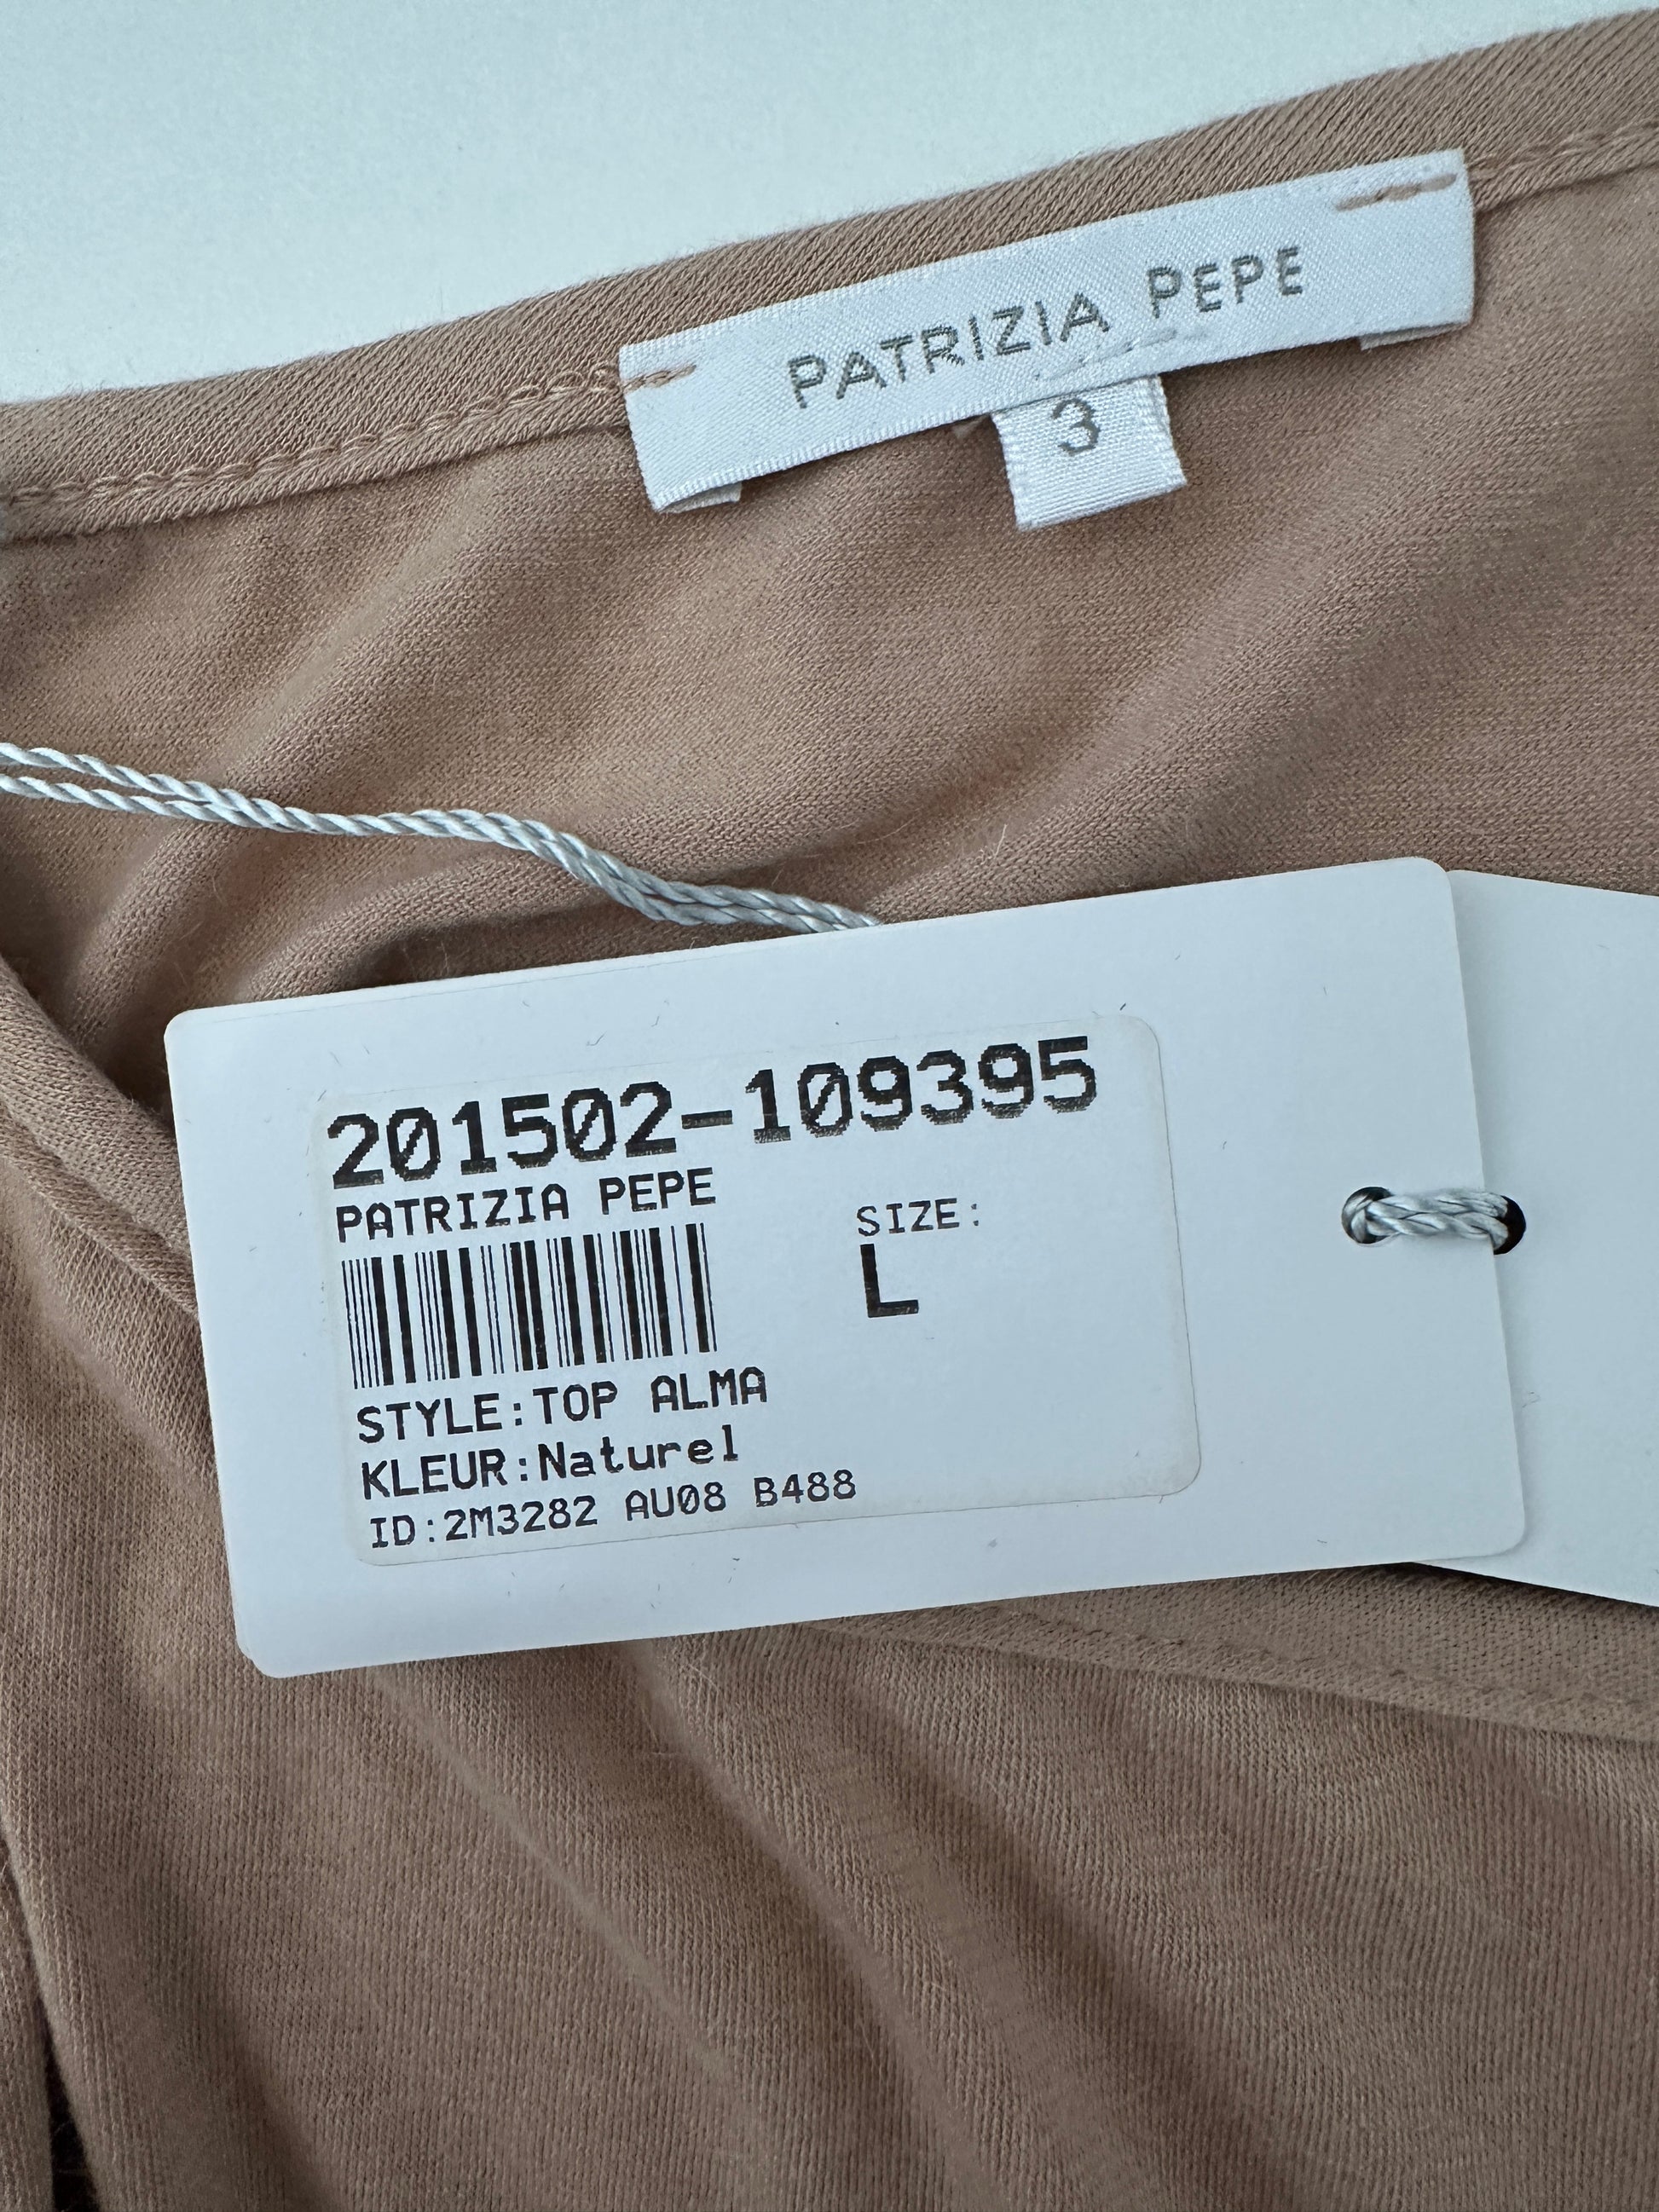 PATRIZIA PEPE
3
201502-109395
PATRIZIA PEPE
SIZE:
L
STYLE:TOP ALMA
KLEUR:Naturel
ID:2M3282 AU08 B488